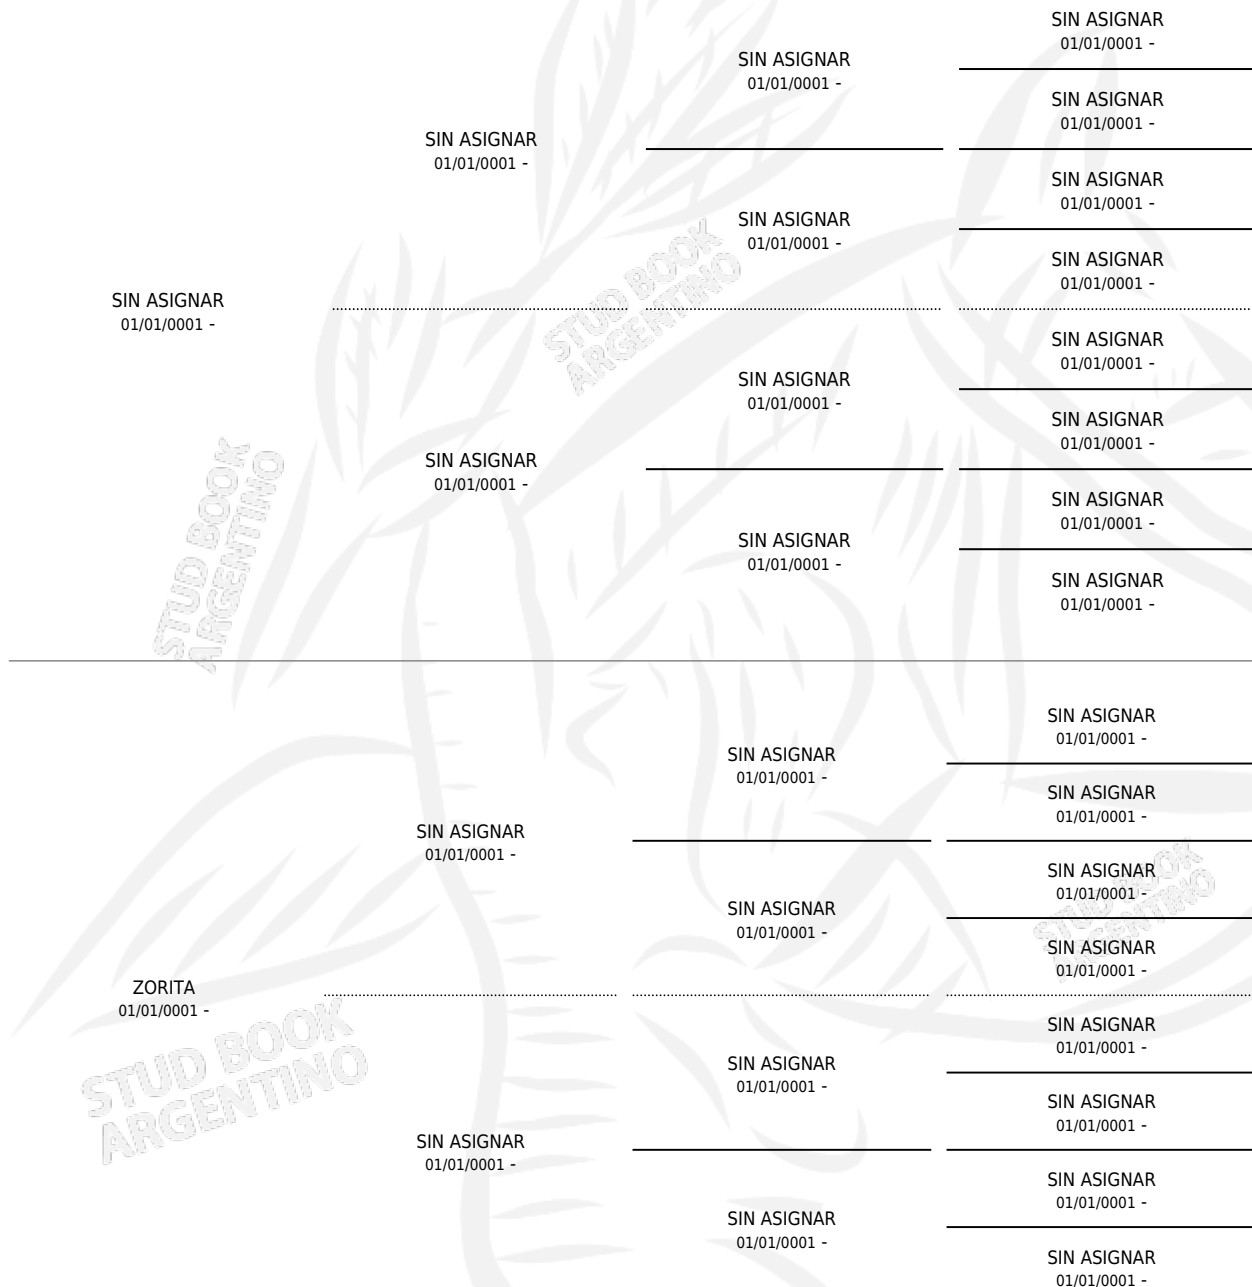 SIN ASIGNAR
01/01/0001 -
SIN ASIGNAR
01/01/0001 -
SIN ASIGNAR
01/01/0001 -
SIN ASIGNAR
01/01/0001 -
SIN ASIGNAR
01/01/0001 -
SIN ASIGNAR
01/01/0001 -
SIN ASIGNAR
01/01/0001 -
SIN ASIGNAR
01/01/0001 -
STUD BOOK
ARGENTINO
SIN ASIGNAR
01/01/0001 -
SIN ASIGNAR
01/01/0001 -
SIN ASIGNAR
01/01/0001 -
SIN ASIGNAR
01/01/0001 -
SIN ASIGNAR
01/01/0001 -
SIN ASIGNAR
01/01/0001 -
SIN ASIGNAR
01/01/0001 -
STUD BOOK
ARGENTINO
SIN ASIGNAR
01/01/0001 -
SIN ASIGNAR
01/01/0001 -
SIN ASIGNAR
01/01/0001 -
SIN ASIGNAR
01/01/0001 -
SIN ASIGNAR
01/01/0001 -
SIN ASIGNAR
01/01/0001 -
SIN ASIGNAR
01/01/0001 -
SIN ASIGNAR
01/01/0001 -
STUD BOOK
ARGENTINO
ZORITA
01/01/0001 -
STUD BOOK
ARGENTINO
SIN ASIGNAR
01/01/0001 -
SIN ASIGNAR
01/01/0001 -
SIN ASIGNAR
01/01/0001 -
SIN ASIGNAR
01/01/0001 -
SIN ASIGNAR
01/01/0001 -
SIN ASIGNAR
01/01/0001 -
SIN ASIGNAR
01/01/0001 -